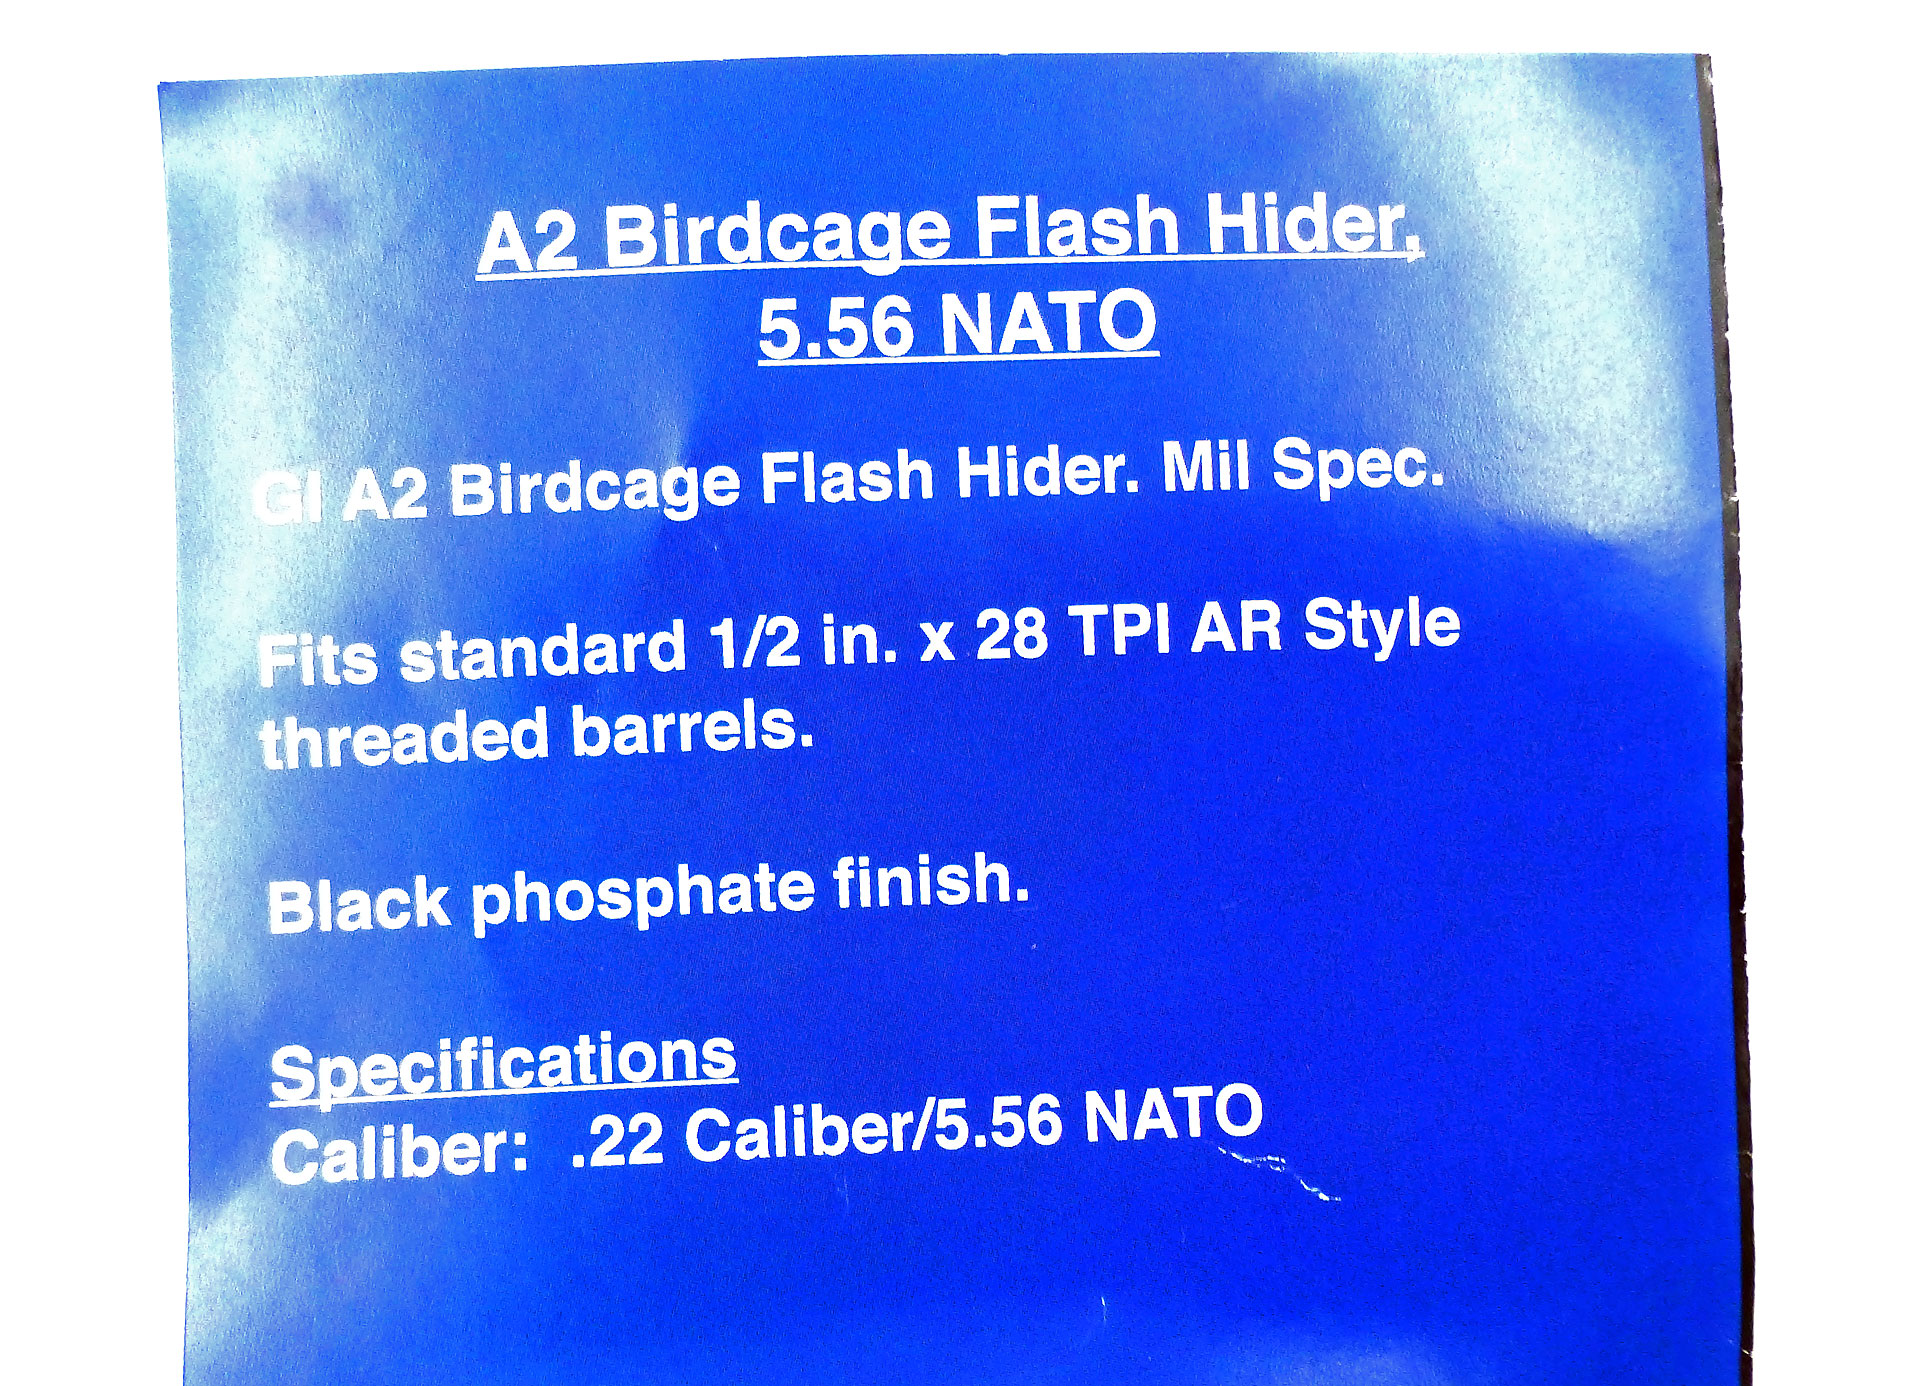 A2 Birdcage Flash Hider,
5.56 NATO
GI A2 Birdcage Flash Hider. Mil Spec.
Fits standard 1/2 in. x 28 TPI AR Style
threaded barrels.
Black phosphate finish.
Specifications
Caliber:  .22 Caliber/5.56 NATO